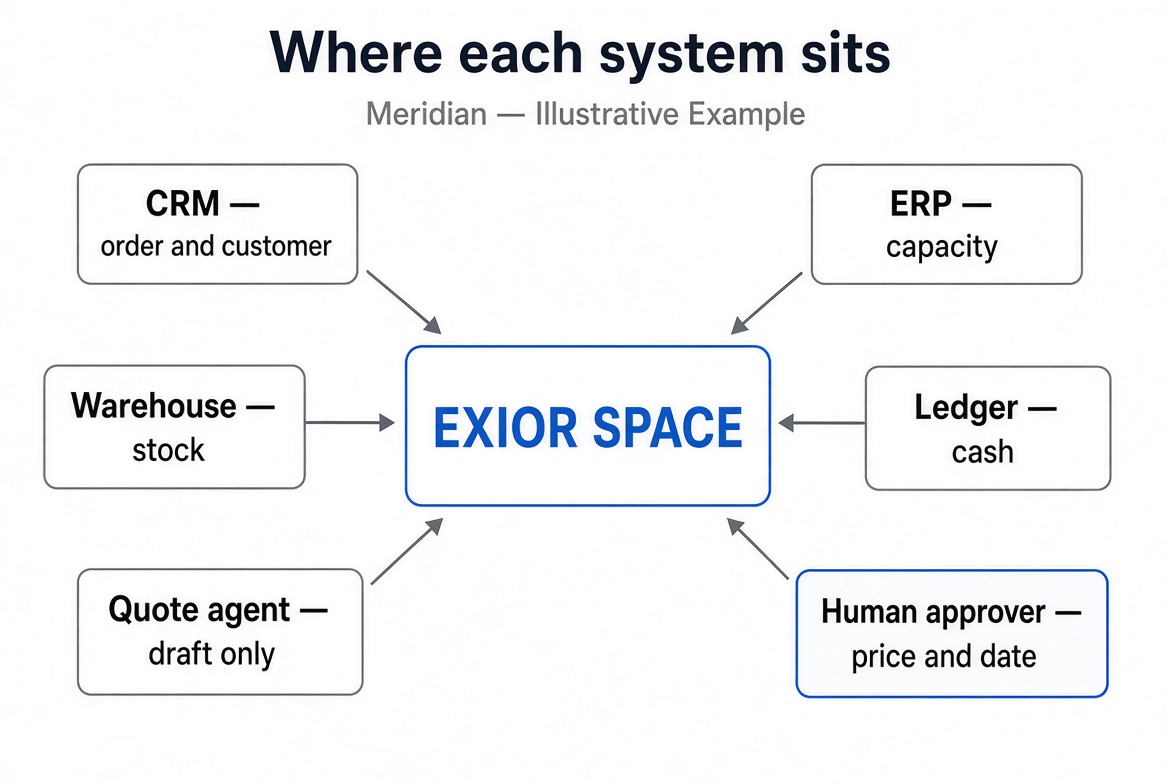 Where each system sits
Meridian — Illustrative Example
CRM —
order and customer
ERP —
capacity
Warehouse —
stock
EXIOR SPACE
Ledger —
cash
Quote agent —
draft only
Human approver —
price and date